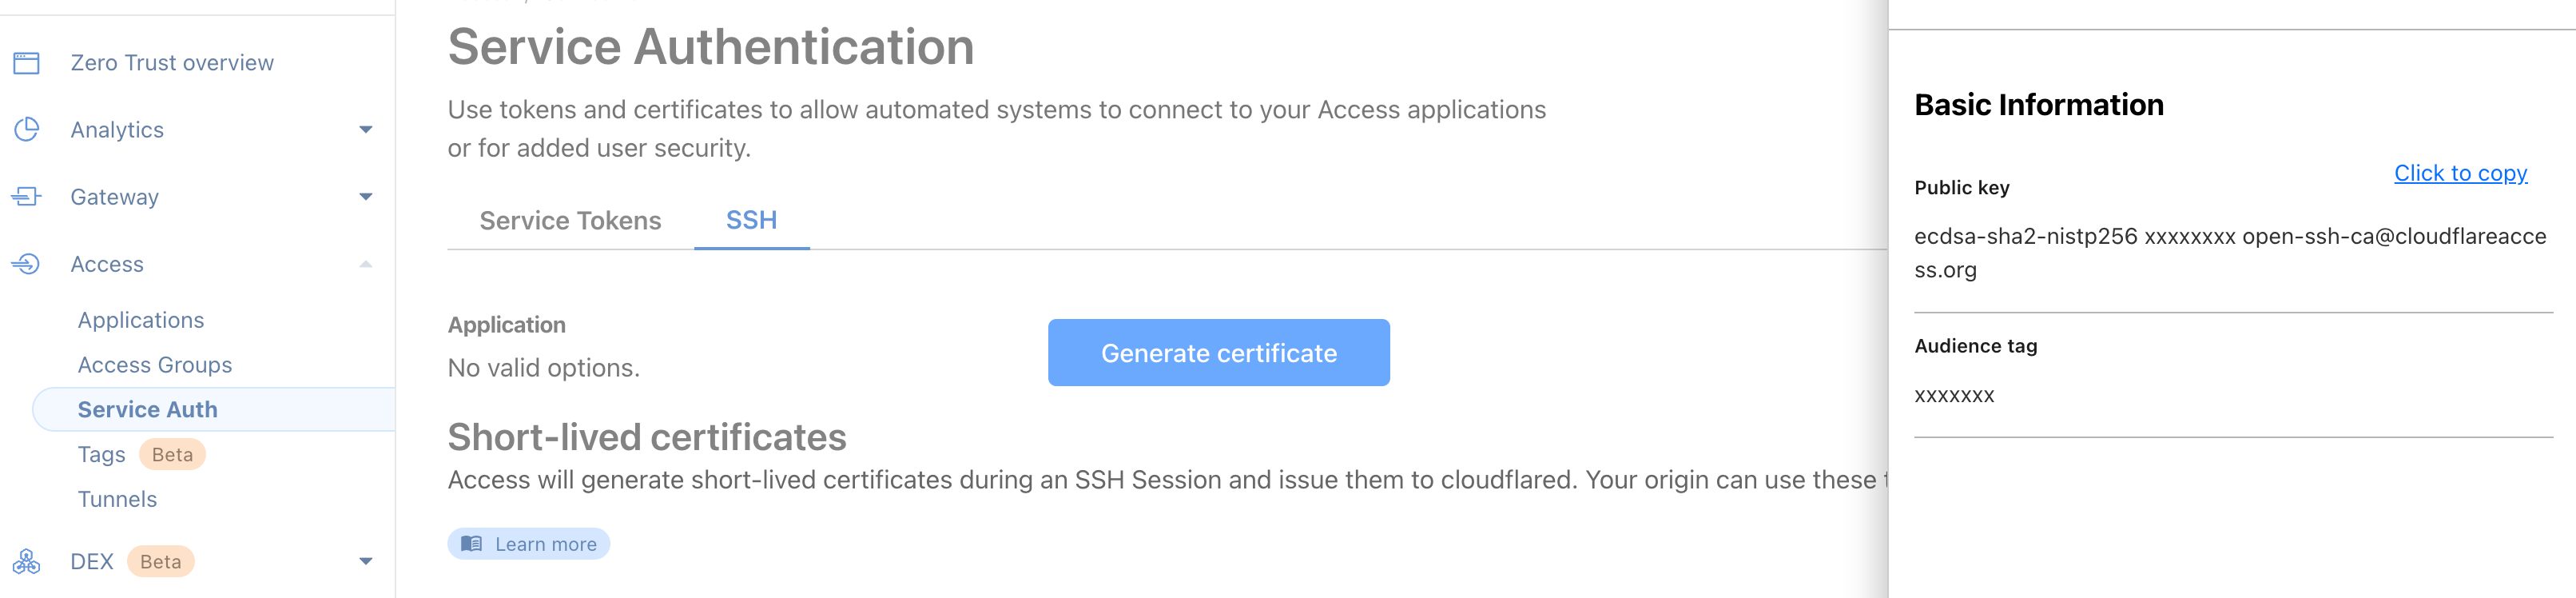 Zero Trust overview
Analytics
Gateway
Access
Applications
Access Groups
Service Auth
Tags Beta
Tunnels
DEX Beta
Service Authentication
Use tokens and certificates to allow automated systems to connect to your Access applications
or for added user security.
Service Tokens SSH
Application
No valid options.
Generate certificate
Short-lived certificates
Access will generate short-lived certificates during an SSH Session and issue them to cloudflared. Your origin can use these
Learn more
Basic Information
Click to copy
Public key
ecdsa-sha2-nistp256 xxxxxxxx open-ssh-ca@cloudflareacce
ss.org
Audience tag
xxxxxxx